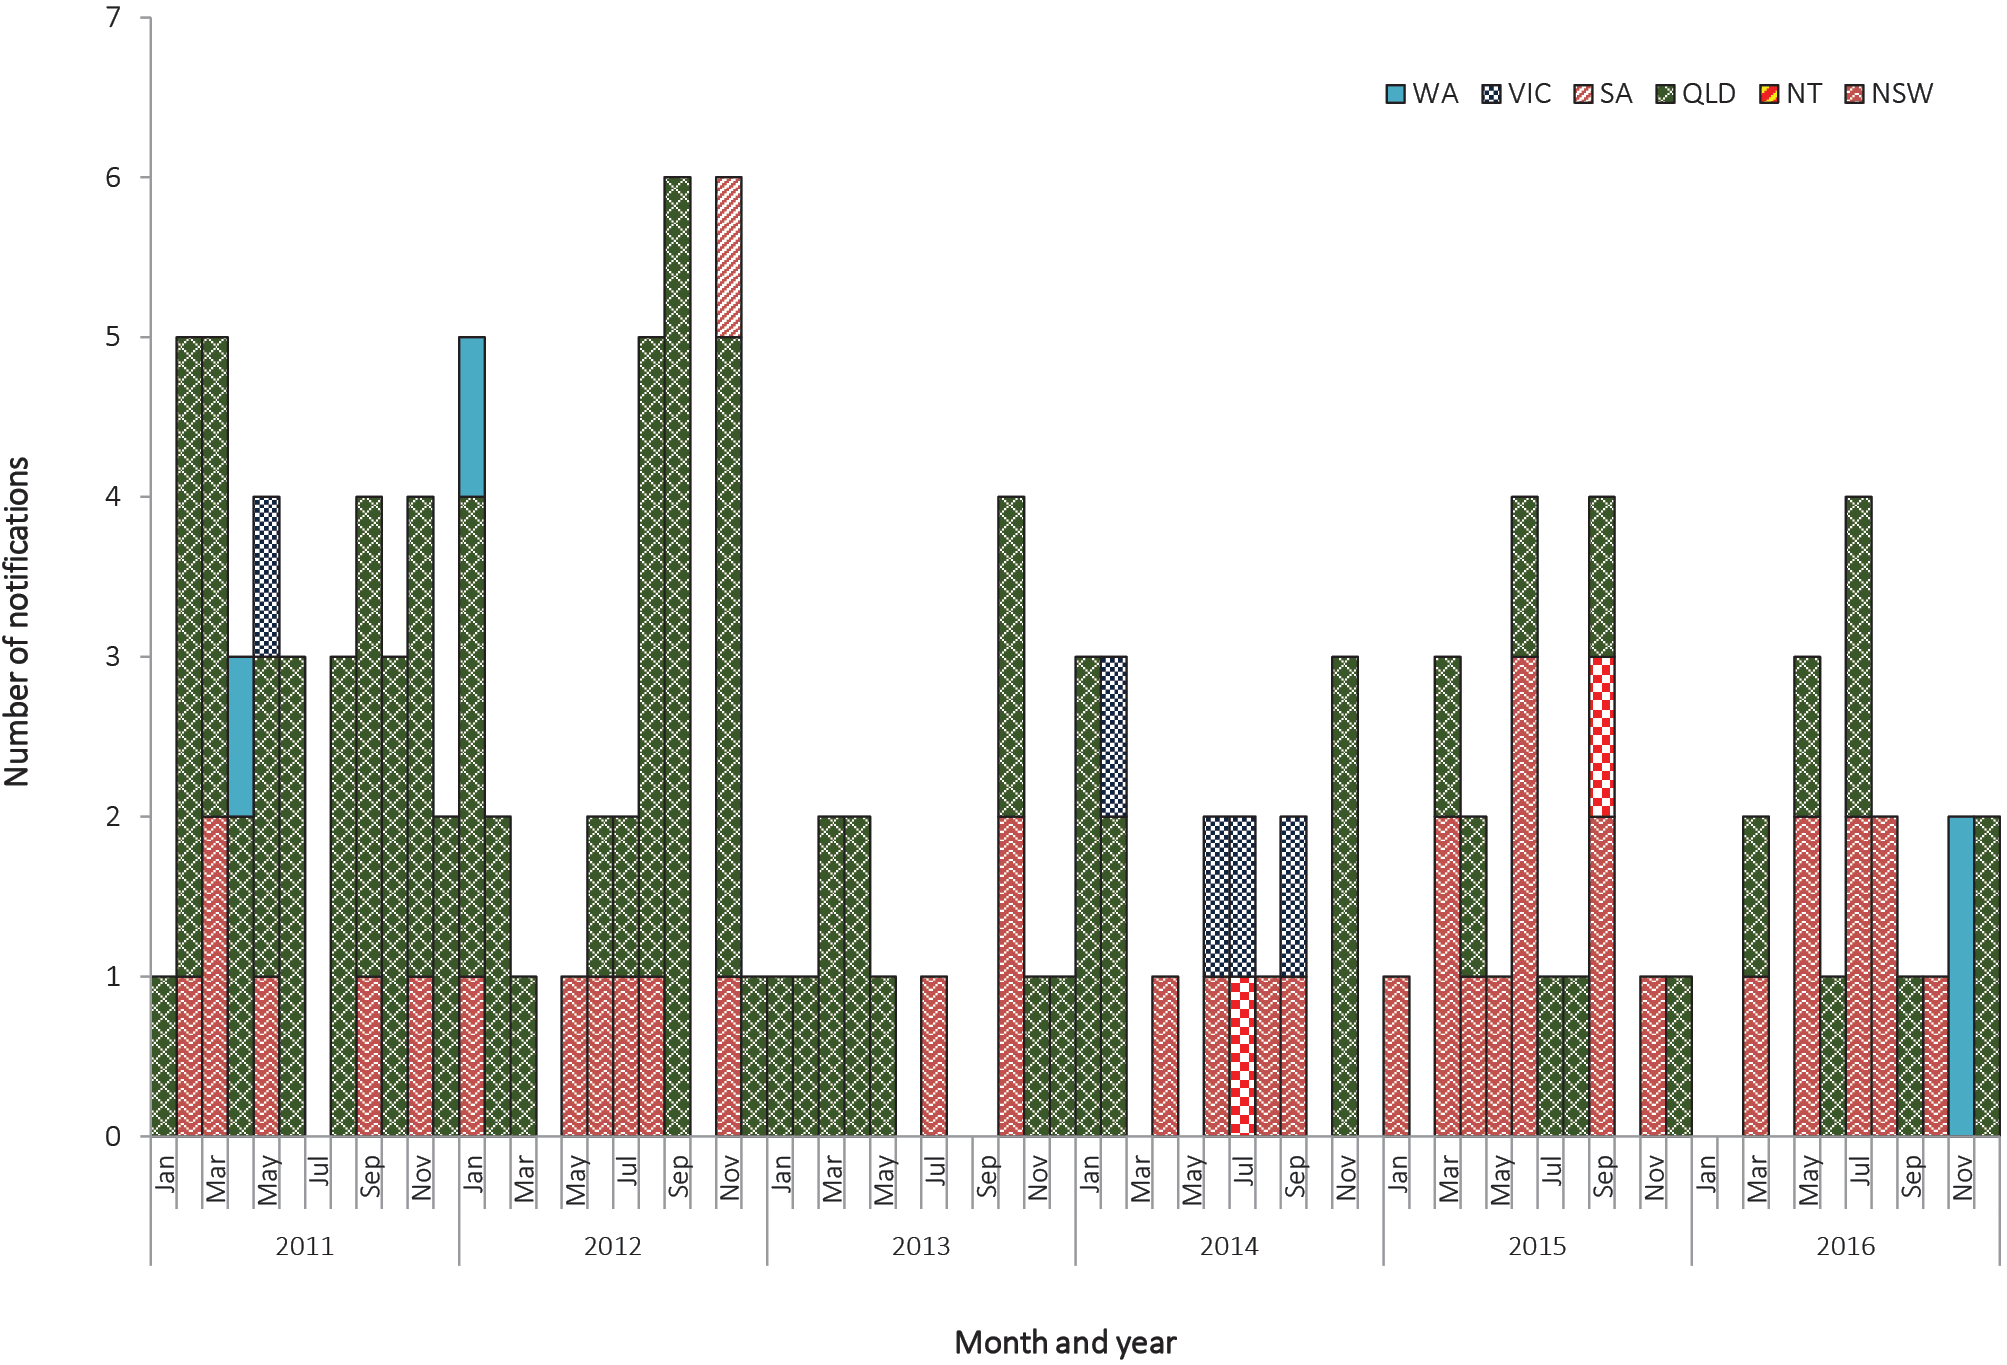 7
WA VIC SA QLD NT NSW
6
5
4
3
2
1
0
Number of notifications
Jan Mar May Jul Sep Nov Jan Mar May Jul Sep Nov Jan Mar May Jul Sep Nov Jan Mar May Jul Sep Nov Jan Mar May Jul Sep Nov Jan Mar May Jul Sep Nov
2011 2012 2013 2014 2015 2016
Month and year